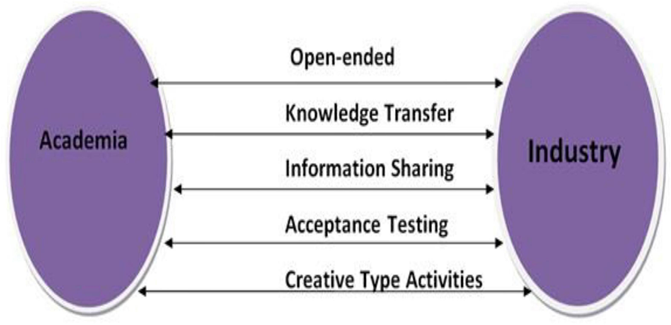 Open-ended
Knowledge Transfer
Academia
Industry
Information Sharing
Acceptance Testing
Creative Type Activities